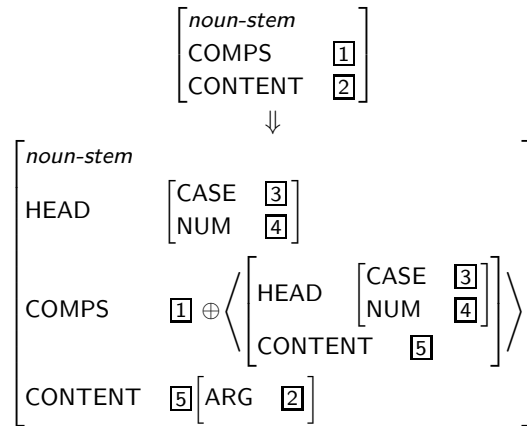 noun-stem
COMPS 1
CONTENT 2
⇓
noun-stem
HEAD [CASE 3
NUM 4]
COMPS 1 ⊕ ⟨[HEAD [CASE 3
NUM 4]
CONTENT 5]⟩
CONTENT 5 [ARG 2]